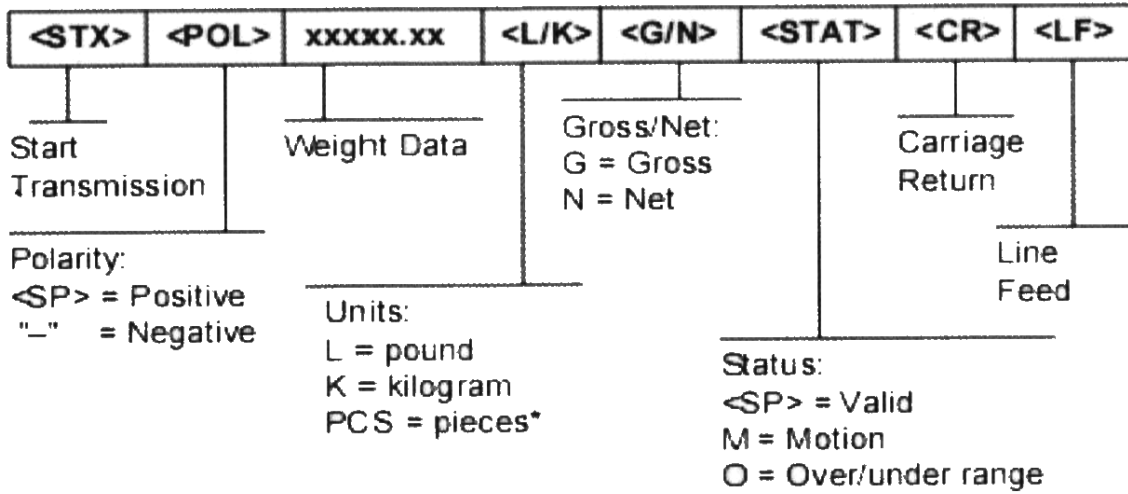 <STX> <POL> xxxxx.xx <L/K> <G/N> <STAT> <CR> <LF>
Start
Transmission
Weight Data
Gross/Net:
G = Gross
N = Net
Carriage
Return
Line
Feed
Polarity:
<SP> = Positive
"–" = Negative
Units:
L = pound
K = kilogram
PCS = pieces*
Status:
<SP> = Valid
M = Motion
O = Over/under range